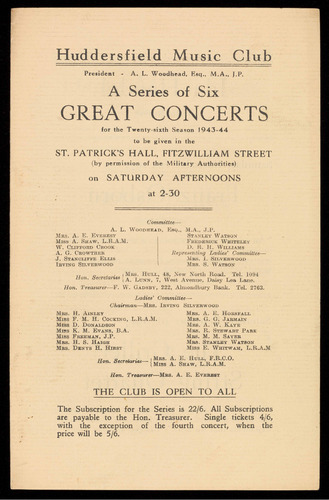 Huddersfield Music Club
President - A. L. Woodhead, Esq., M.A., J.P.
A Series of Six
GREAT CONCERTS
for the Twenty-sixth Season 1943-44
to be given in the
ST. PATRICK'S HALL, FITZWILLIAM STREET
(by permission of the Military Authorities)
on SATURDAY AFTERNOONS
at 2-30
Committee—
A. L. WOODHEAD, ESQ., M.A., J.P.
MRS. A. E. EVEREST
MISS A. SHAW, L.R.A.M.
W. CLIFFORD CROOK
A. G. CROWTHER
J. STANCLIFFE ELLIS
IRVING SILVERWOOD
STANLEY WATSON
FREDERICK WHITELEY
D. R. H. WILLIAMS
Representing Ladies' Committee—
MRS. I. SILVERWOOD
MRS. S. WATSON
Hon. Secretaries— MRS. HULL, 48, New North Road. Tel. 1094
A. LUNN, 7, West Avenue, Daisy Lea Lane.
Hon. Treasurer—F. W. GADSBY, 222, Almondbury Bank. Tel. 2763.
Ladies' Committee—
Chairman—MRS. IRVING SILVERWOOD
MRS. H. AINLEY
MISS F. M. H. COCKING, L.R.A.M.
MISS D. DONALDSON
MISS K. M. EVANS, B.A.
MISS FREEMAN, J.P.
MRS. H. S. HAIGH
MRS. DENYS H. HIRST
MRS. A. E. HORSFALL
MRS. G. G. JARMAIN
MRS. A. W. KAYE
MRS. R. STEWART PARK
MRS. M. M. SAYER
MRS. STANLEY WATSON
MISS E. WHITWAM, L.R.A.M
Hon. Secretaries— MRS. A. E. HULL, F.R.C.O.
MISS A. SHAW, L.R.A.M.
Hon. Treasurer—MRS. A. E. EVEREST
THE CLUB IS OPEN TO ALL
The Subscription for the Series is 22/6. All Subscriptions
are payable to the Hon. Treasurer. Single tickets 4/6,
with the exception of the fourth concert, when the
price will be 5/6.